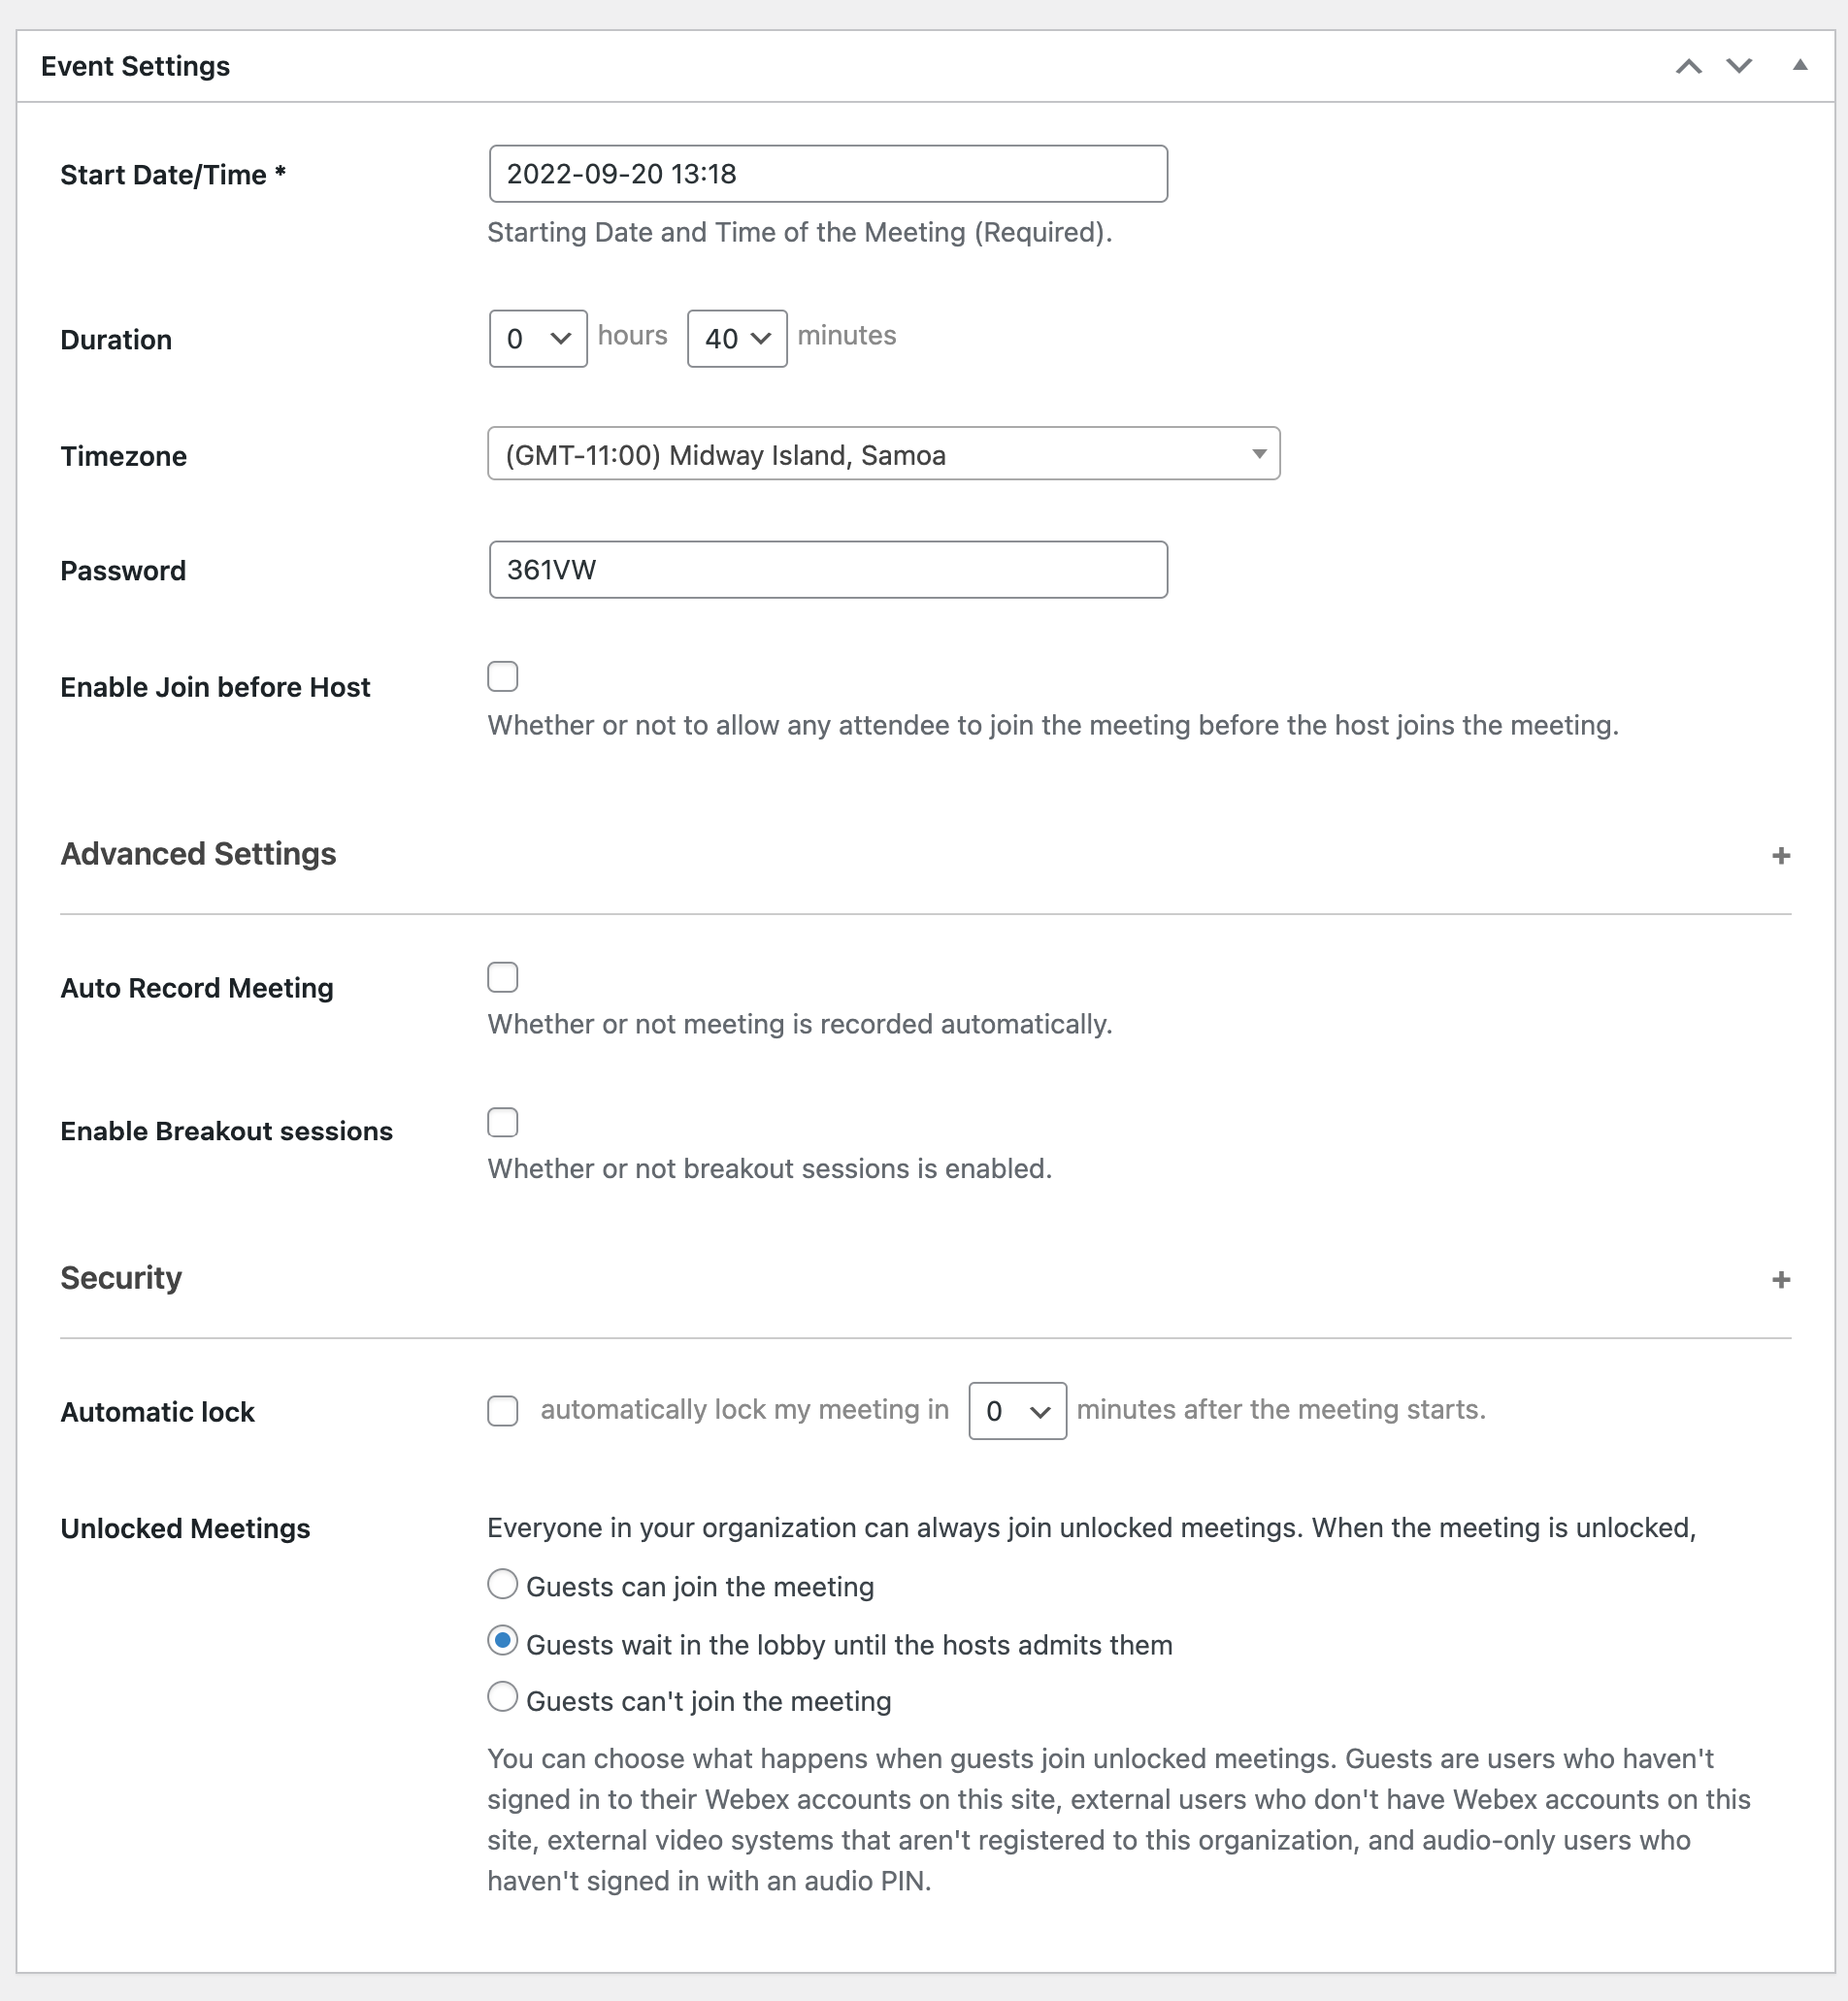 Event Settings
Start Date/Time *
2022-09-20 13:18
Starting Date and Time of the Meeting (Required).
Duration
0 hours 40 minutes
Timezone
(GMT-11:00) Midway Island, Samoa
Password
361VW
Enable Join before Host
Whether or not to allow any attendee to join the meeting before the host joins the meeting.
Advanced Settings
+
Auto Record Meeting
Whether or not meeting is recorded automatically.
Enable Breakout sessions
Whether or not breakout sessions is enabled.
Security
+
Automatic lock
automatically lock my meeting in 0 minutes after the meeting starts.
Unlocked Meetings
Everyone in your organization can always join unlocked meetings. When the meeting is unlocked,
Guests can join the meeting
Guests wait in the lobby until the hosts admits them
Guests can't join the meeting
You can choose what happens when guests join unlocked meetings. Guests are users who haven't
signed in to their Webex accounts on this site, external users who don't have Webex accounts on this
site, external video systems that aren't registered to this organization, and audio-only users who
haven't signed in with an audio PIN.